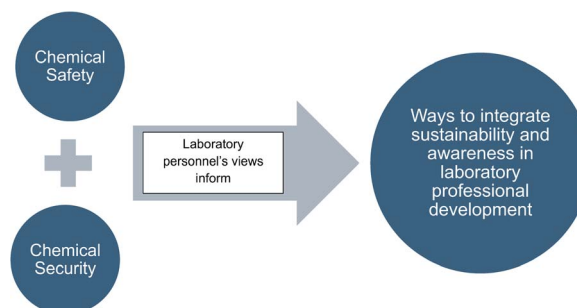 Chemical
Safety
Chemical
Security
Laboratory
personnel's views
inform
Ways to integrate
sustainability and
awareness in
laboratory
professional
development